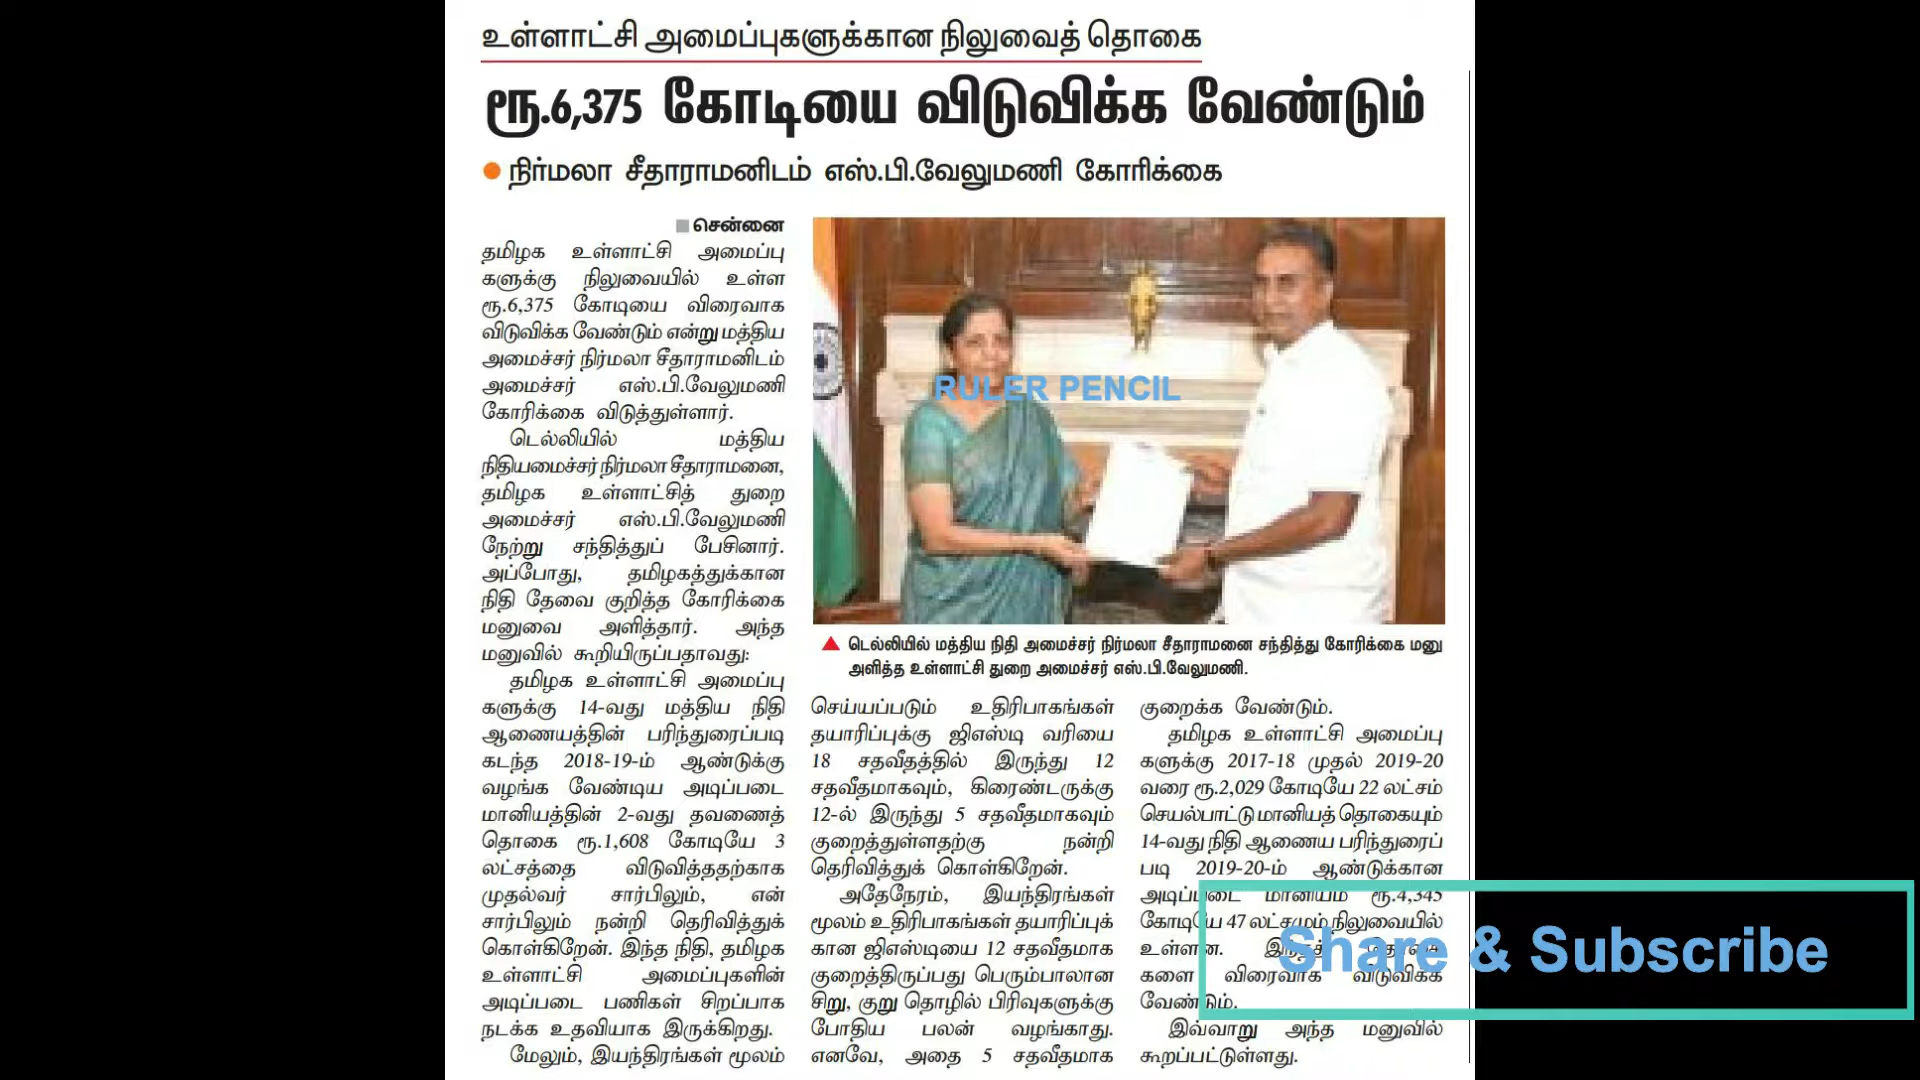 உள்ளாட்சி அமைப்புகளுக்கான நிலுவைத் தொகை
ரூ.6,375 கோடியை விடுவிக்க வேண்டும்
நிர்மலா சீதாராமனிடம் எஸ்.பி.வேலுமணி கோரிக்கை
சென்னை
தமிழக உள்ளாட்சி அமைப்பு
களுக்கு நிலுவையில் உள்ள
ரூ.6,375 கோடியை விரைவாக
விடுவிக்க வேண்டும் என்று மத்திய
அமைச்சர் நிர்மலா சீதாராமனிடம்
அமைச்சர் எஸ்.பி.வேலுமணி
கோரிக்கை விடுத்துள்ளார்.
டெல்லியில் மத்திய
நிதியமைச்சர் நிர்மலா சீதாராமனை,
தமிழக உள்ளாட்சித் துறை
அமைச்சர் எஸ்.பி.வேலுமணி
நேற்று சந்தித்துப் பேசினார்.
அப்போது, தமிழகத்துக்கான
நிதி தேவை குறித்த கோரிக்கை
மனுவை அளித்தார். அந்த
மனுவில் கூறியிருப்பதாவது:
தமிழக உள்ளாட்சி அமைப்பு
களுக்கு 14-வது மத்திய நிதி
ஆணையத்தின் பரிந்துரைப்படி
கடந்த 2018-19-ம் ஆண்டுக்கு
வழங்க வேண்டிய அடிப்படை
மானியத்தின் 2-வது தவணைத்
தொகை ரூ.1,608 கோடியே 3
லட்சத்தை விடுவித்ததற்காக
முதல்வர் சார்பிலும், என்
சார்பிலும் நன்றி தெரிவித்துக்
கொள்கிறேன். இந்த நிதி, தமிழக
உள்ளாட்சி அமைப்புகளின்
அடிப்படை பணிகள் சிறப்பாக
நடக்க உதவியாக இருக்கிறது.
மேலும், இயந்திரங்கள் மூலம்
RULER PENCIL
டெல்லியில் மத்திய நிதி அமைச்சர் நிர்மலா சீதாராமனை சந்தித்து கோரிக்கை மனு
அளித்த உள்ளாட்சி துறை அமைச்சர் எஸ்.பி.வேலுமணி.
செய்யப்படும் உதிரிபாகங்கள்
தயாரிப்புக்கு ஜிஎஸ்டி வரியை
18 சதவீதத்தில் இருந்து 12
சதவீதமாகவும், கிரைண்டருக்கு
12-ல் இருந்து 5 சதவீதமாகவும்
குறைத்துள்ளதற்கு நன்றி
தெரிவித்துக் கொள்கிறேன்.
அதேநேரம், இயந்திரங்கள்
மூலம் உதிரிபாகங்கள் தயாரிப்புக்
கான ஜிஎஸ்டியை 12 சதவீதமாக
குறைத்திருப்பது பெரும்பாலான
சிறு, குறு தொழில் பிரிவுகளுக்கு
போதிய பலன் வழங்காது.
எனவே, அதை 5 சதவீதமாக
குறைக்க வேண்டும்.
தமிழக உள்ளாட்சி அமைப்பு
களுக்கு 2017-18 முதல் 2019-20
வரை ரூ.2,029 கோடியே 22 லட்சம்
செயல்பாட்டு மானியத் தொகையும்
14-வது நிதி ஆணைய பரிந்துரைப்
படி 2019-20-ம் ஆண்டுக்கான
அடிப்படை மானியம் ரூ.4,345
கோடியே 47 லட்சமும் நிலுவையில்
உள்ளன.
களை விரைவாக விடுவிக்க
வேண்டும்.
இவ்வாறு அந்த மனுவில்
கூறப்பட்டுள்ளது.
Share & Subscribe